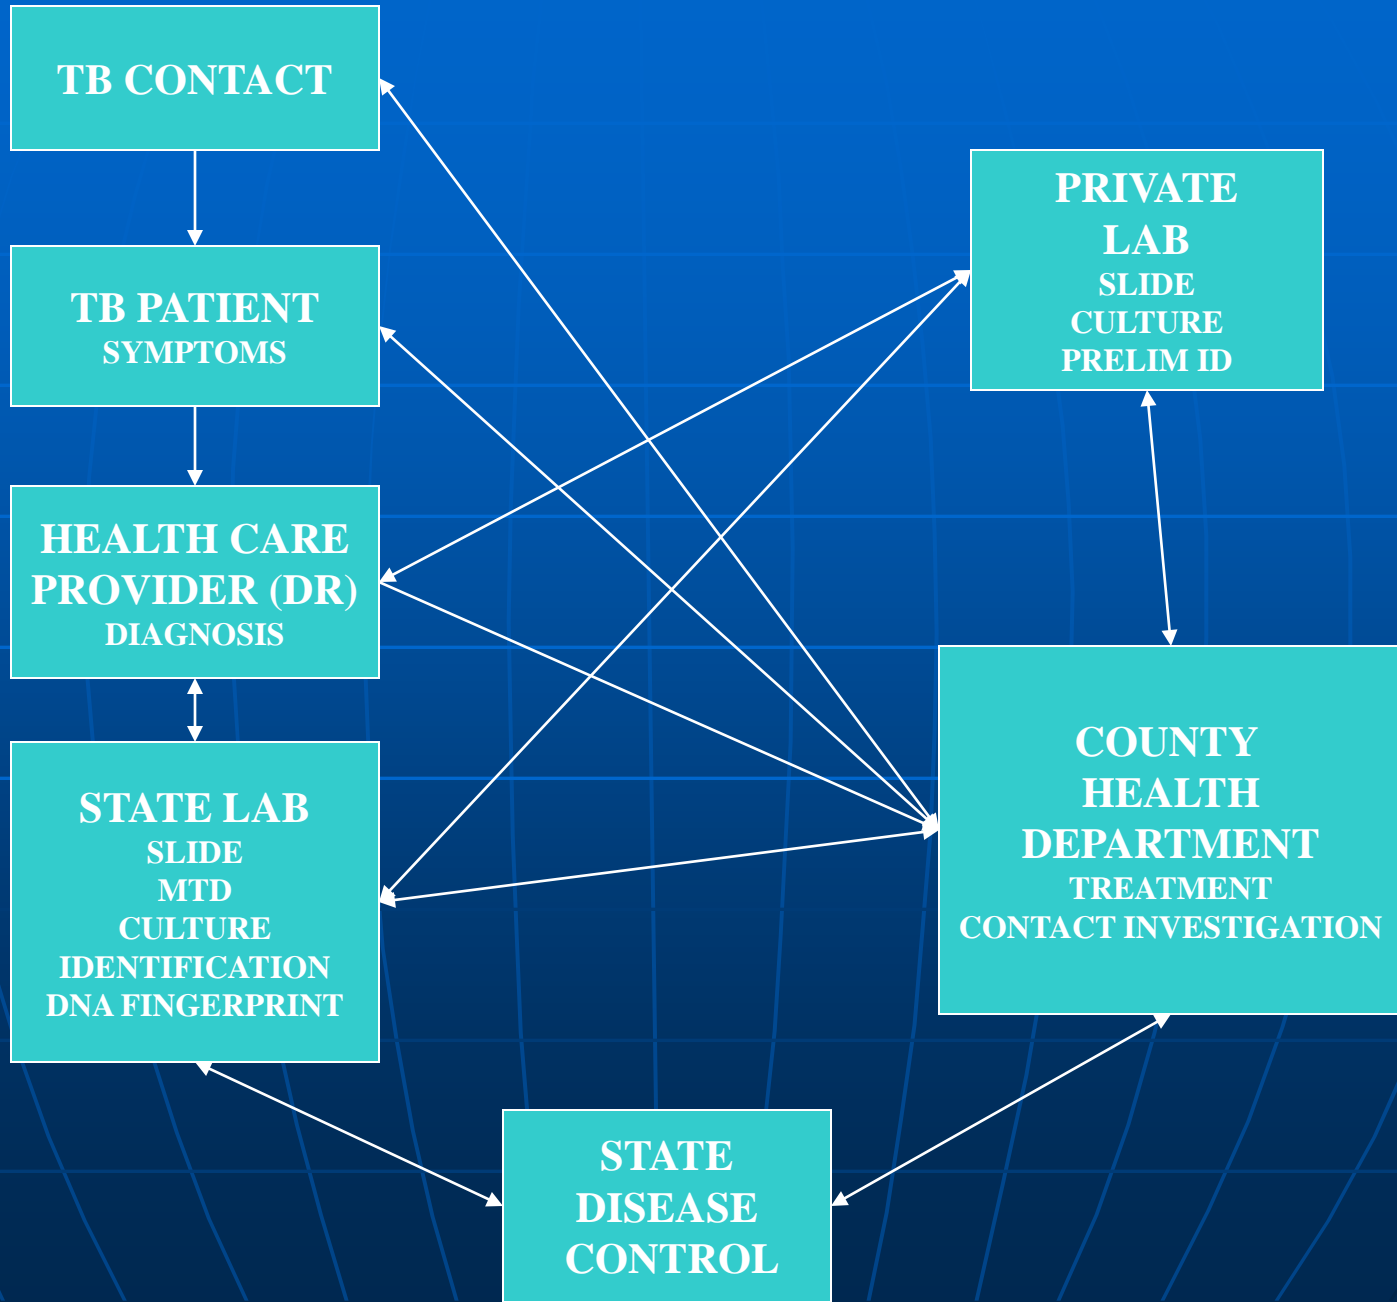 TB CONTACT
TB PATIENT
SYMPTOMS
HEALTH CARE
PROVIDER (DR)
DIAGNOSIS
STATE LAB
SLIDE
MTD
CULTURE
IDENTIFICATION
DNA FINGERPRINT
PRIVATE
LAB
SLIDE
CULTURE
PRELIM ID
COUNTY
HEALTH
DEPARTMENT
TREATMENT
CONTACT INVESTIGATION
STATE
DISEASE
CONTROL